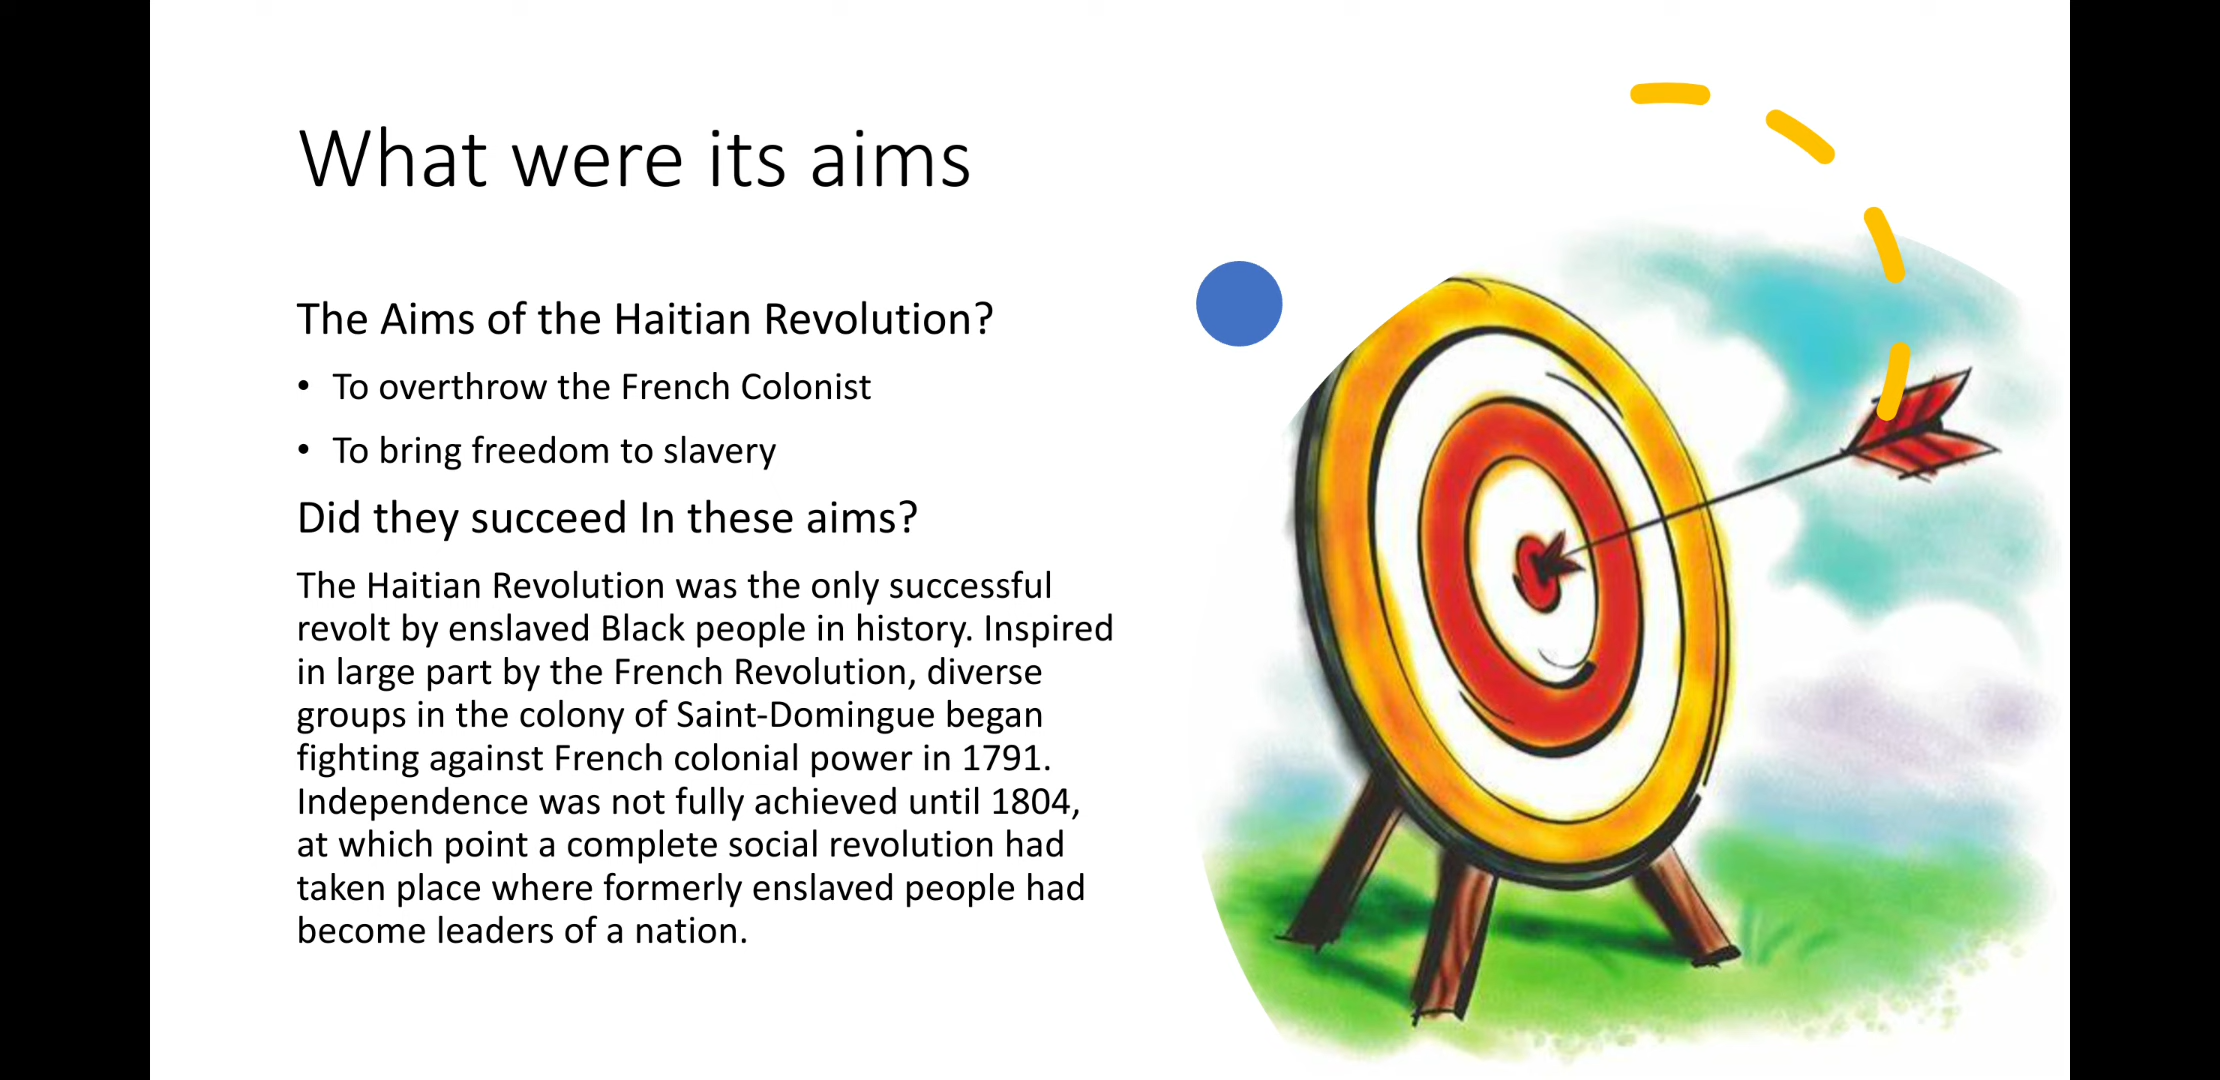 What were its aims
The Aims of the Haitian Revolution?
• To overthrow the French Colonist
• To bring freedom to slavery
Did they succeed In these aims?
The Haitian Revolution was the only successful
revolt by enslaved Black people in history. Inspired
in large part by the French Revolution, diverse
groups in the colony of Saint-Domingue began
fighting against French colonial power in 1791.
Independence was not fully achieved until 1804,
at which point a complete social revolution had
taken place where formerly enslaved people had
become leaders of a nation.